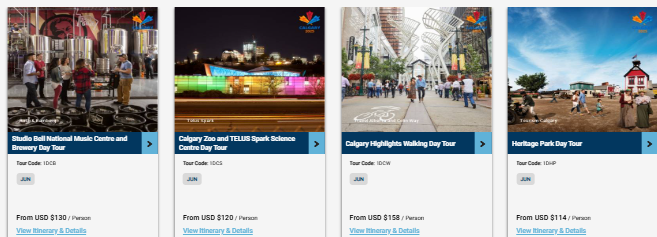 Telus Spark
Tourism Calgary
Studio Bell National Music Centre and
Brewery Day Tour
>
Calgary Zoo and TELUS Spark Science
Centre Day Tour
>
Calgary Highlights Walking Day Tour
>
Heritage Park Day Tour
>
Tour Code: 1DCB
Tour Code: 1DCS
Tour Code: 1DCW
Tour Code: 1DHP
JUN
JUN
JUN
JUN
From USD $130 / Person
From USD $120 / Person
From USD $158 / Person
From USD $114 / Person
View Itinerary & Details
View Itinerary & Details
View Itinerary & Details
View Itinerary & Details